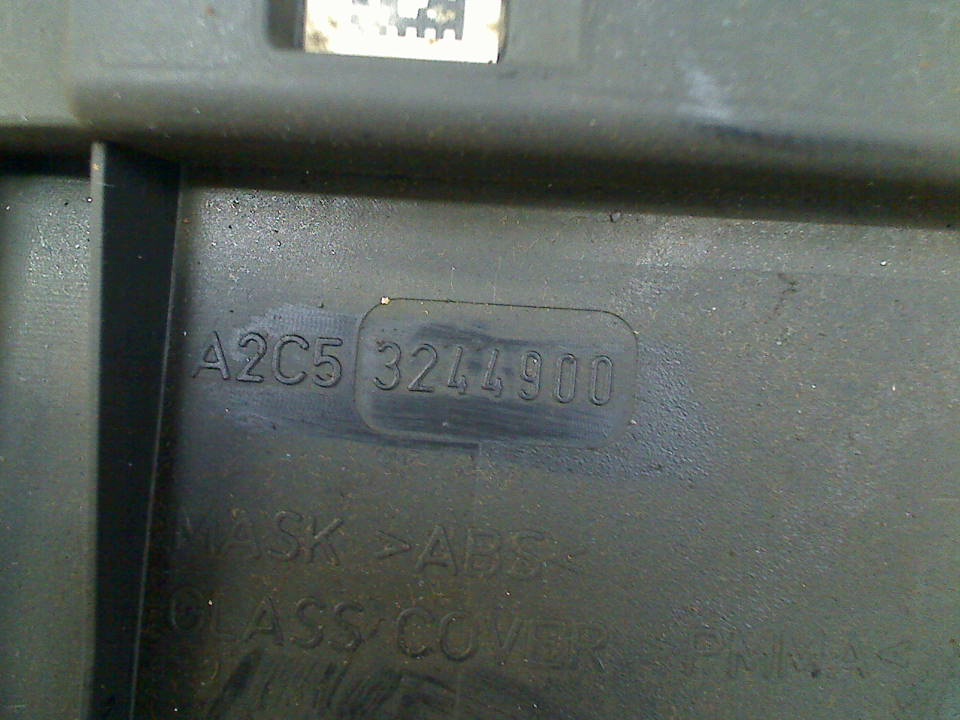 A2C5 3244900
MASK >ABS<
GLASS COVER >PMMA<